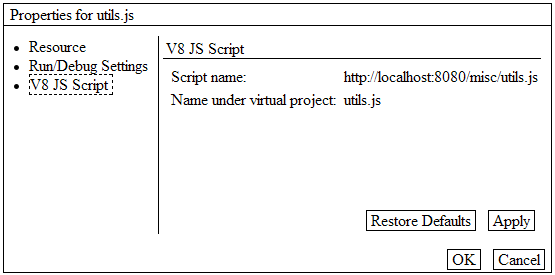 Properties for utils.js
Resource
Run/Debug Settings
V8 JS Script
V8 JS Script
Script name: http://localhost:8080/misc/utils.js
Name under virtual project: utils.js
Restore Defaults Apply
OK Cancel